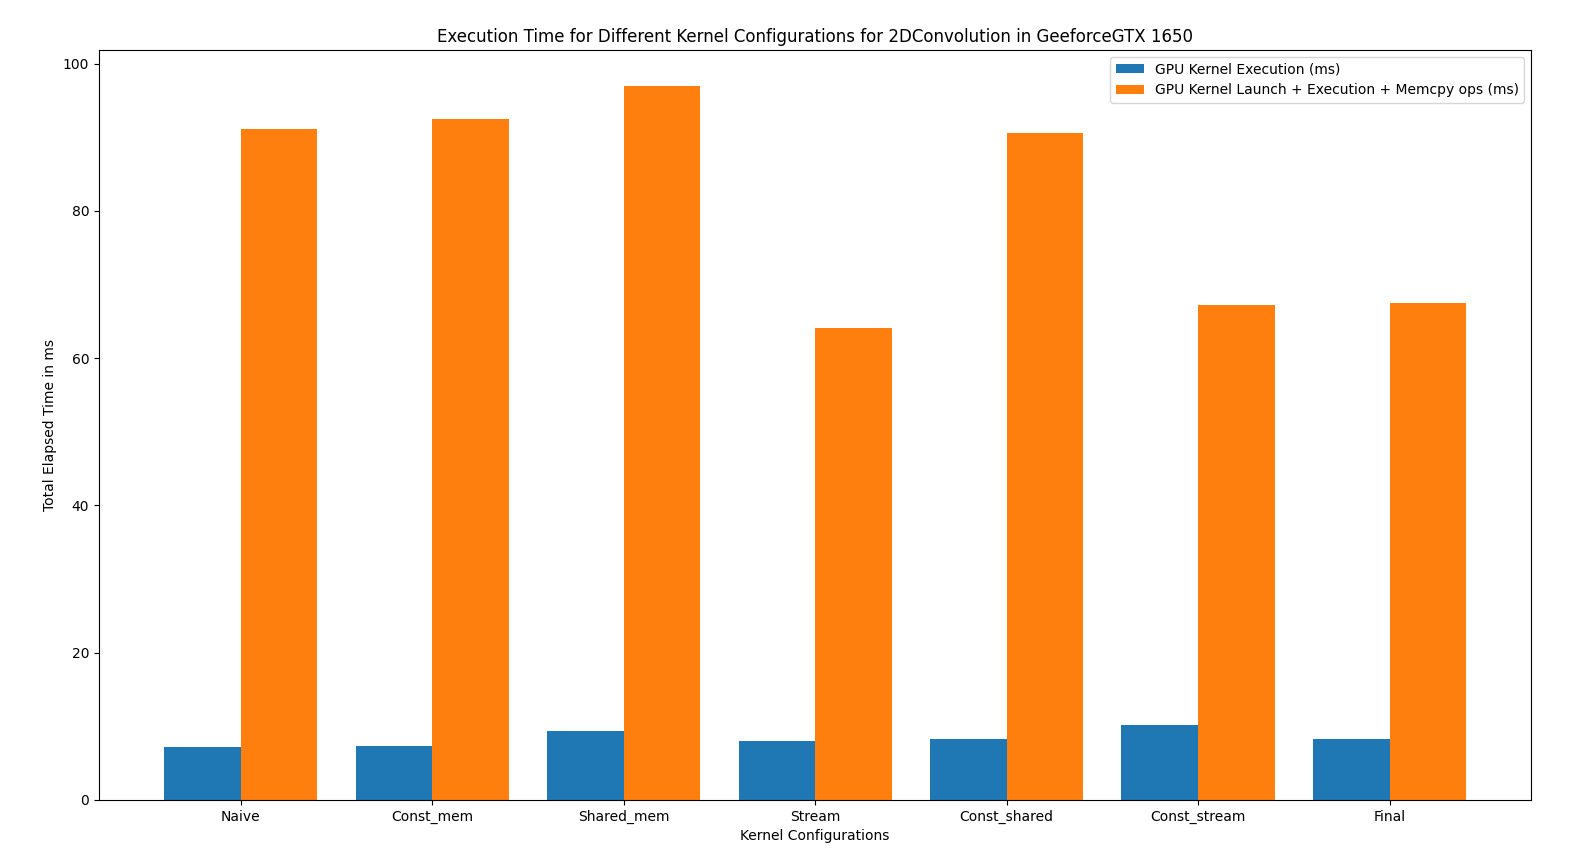 Execution Time for Different Kernel Configurations for 2DConvolution in GeeforceGTX 1650
GPU Kernel Execution (ms)
GPU Kernel Launch + Execution + Memcpy ops (ms)
Total Elapsed Time in ms
100
80
60
40
20
0
Naive Const_mem Shared_mem Stream Const_shared Const_stream Final
Kernel Configurations